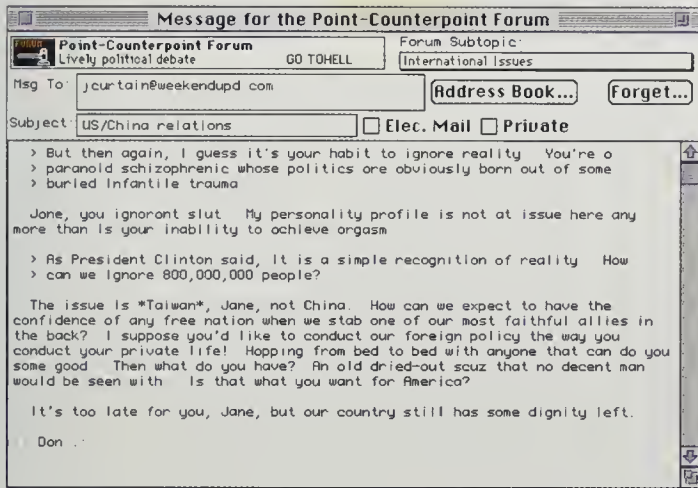 Message for the Point-Counterpoint Forum
FORUM
Point-Counterpoint Forum
Lively political debate GO TOHELL
Forum Subtopic:
International Issues
Msg To: jcurtain@weekendupd com
Address Book... Forget...
Subject: US/China relations
Elec. Mail Private
> But then again, I guess it's your habit to ignore reality You're o
> paranoid schizophrenic whose politics ore obviously born out of some
> buried Infantile trauma
Jone, you ignoront slut My personality profile is not at issue here any
more than is your inability to ochieve orgasm
> As President Clinton said, It is a simple recognition of reality How
> can we Ignore 800,000,000 people?
The issue is *Taiwan*, Jane, not China. How can we expect to have the
confidence of any free nation when we stab one of our most faithful allies in
the back? I suppose you'd like to conduct our foreign policy the way you
conduct your private life! Hopping from bed to bed with anyone that can do you
some good Then what do you have? An old dried-out scuz that no decent man
would be seen with Is that what you want for America?
It's too late for you, Jane, but our country still has some dignity left.
Don .